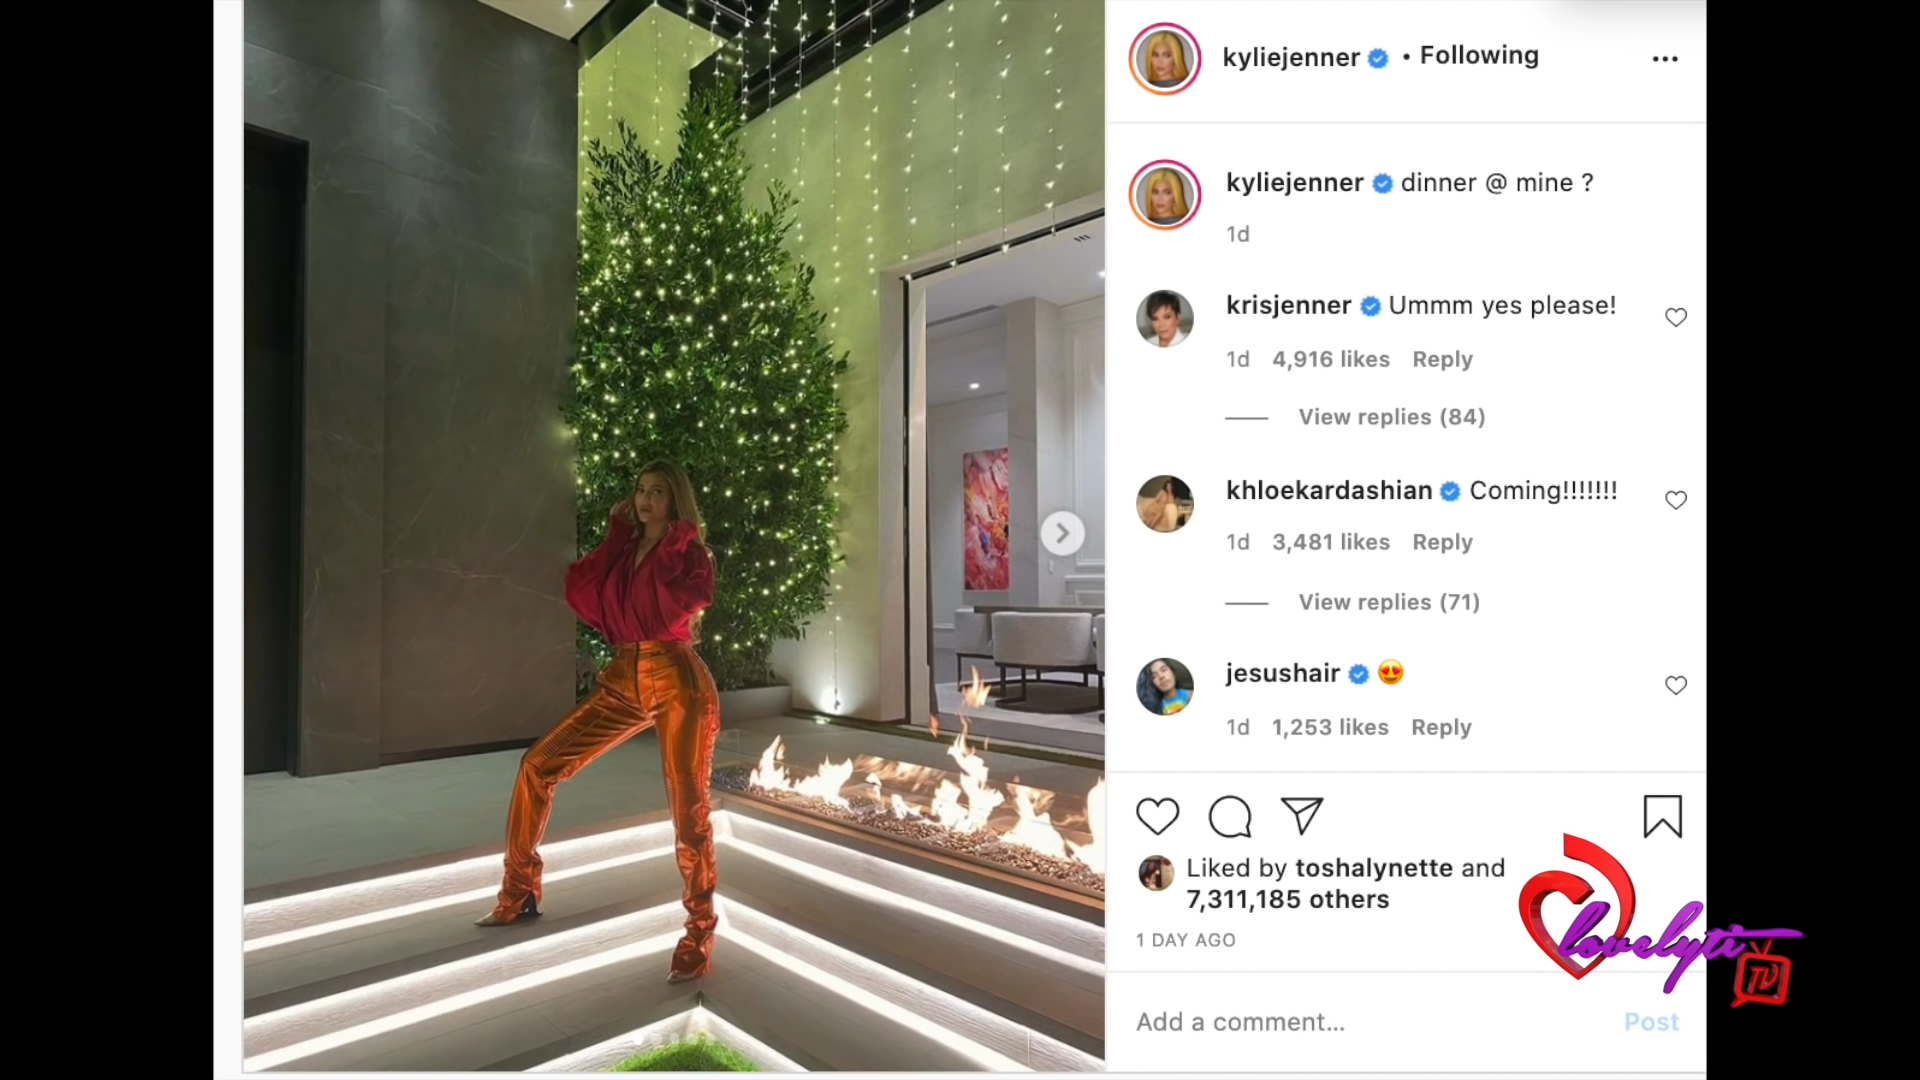 kyliejenner • Following
kyliejenner dinner @ mine ?
1d
krisjenner Ummm yes please!
1d 4,916 likes Reply
View replies (84)
khloekardashian Coming!!!!!!!
1d 3,481 likes Reply
View replies (71)
jesushair 😍
1d 1,253 likes Reply
Liked by toshalynette and
7,311,185 others
1 DAY AGO
lovelyti
TV
Add a comment...
Post